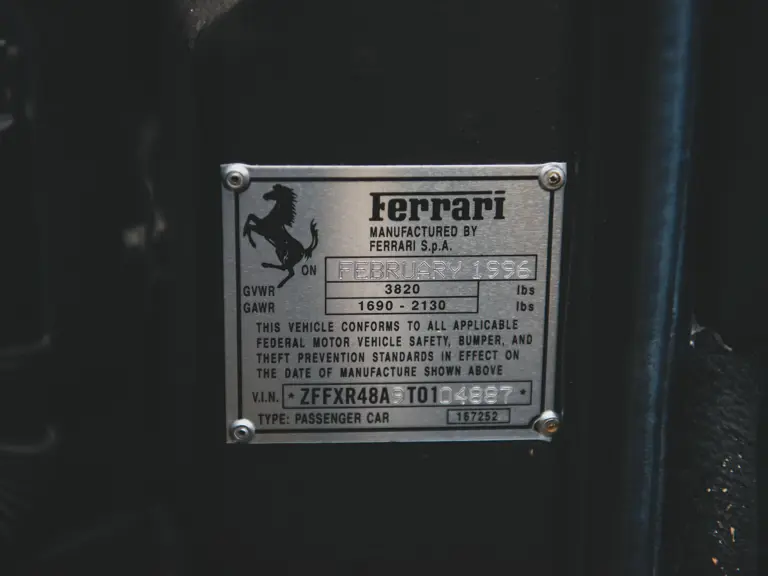 Ferrari
MANUFACTURED BY
FERRARI S.p.A.
ON FEBRUARY 1996
GVWR 3820 lbs
GAWR 1690 - 2130 lbs
THIS VEHICLE CONFORMS TO ALL APPLICABLE
FEDERAL MOTOR VEHICLE SAFETY, BUMPER, AND
THEFT PREVENTION STANDARDS IN EFFECT ON
THE DATE OF MANUFACTURE SHOWN ABOVE
V.I.N. * ZFFXR48A9T0104887 *
TYPE: PASSENGER CAR 167252